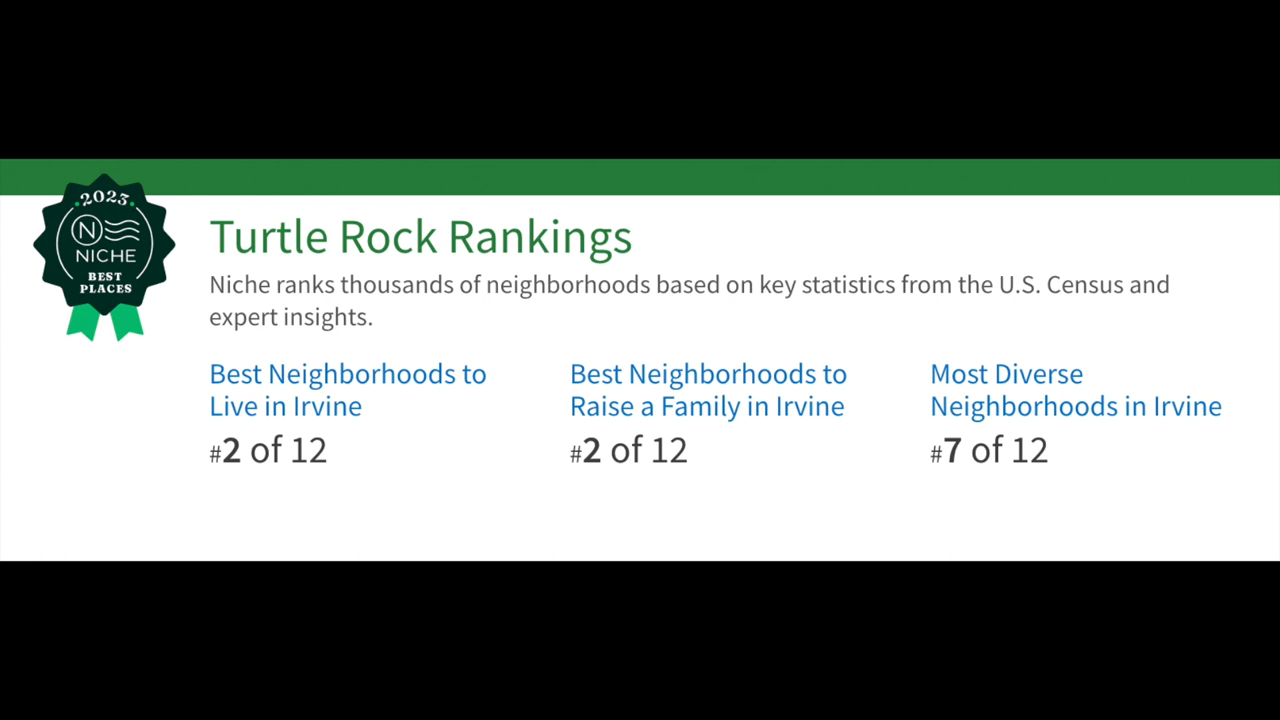 2023
N
NICHE
BEST
PLACES
Turtle Rock Rankings
Niche ranks thousands of neighborhoods based on key statistics from the U.S. Census and
expert insights.
Best Neighborhoods to
Live in Irvine
#2 of 12
Best Neighborhoods to
Raise a Family in Irvine
#2 of 12
Most Diverse
Neighborhoods in Irvine
#7 of 12